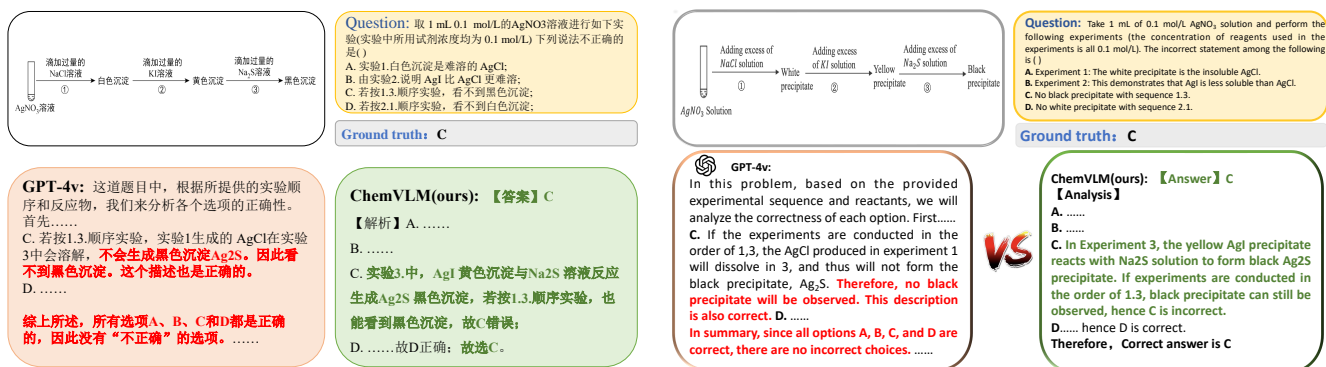 滴加过量的
NaCl溶液
①
白色沉淀
滴加过量的
KI溶液
②
黄色沉淀
滴加过量的
Na₂S溶液
③
黑色沉淀
AgNO₃溶液
Question: 取 1 mL 0.1 mol/L的AgNO3溶液进行如下实
验(实验中所用试剂浓度均为 0.1 mol/L) 下列说法不正确的
是( )
A. 实验1.白色沉淀是难溶的 AgCl;
B. 由实验2.说明 AgI 比 AgCl 更难溶;
C. 若按1.3.顺序实验，看不到黑色沉淀;
D. 若按2.1.顺序实验，看不到白色沉淀;
Ground truth: C
GPT-4v: 这道题目中，根据所提供的实验顺
序和反应物，我们来分析各个选项的正确性。
首先……
C. 若按1.3.顺序实验，实验1生成的 AgCl在实验
3中会溶解，不会生成黑色沉淀Ag2S。因此看
不到黑色沉淀。这个描述也是正确的。
D. ……
综上所述，所有选项A、B、C和D都是正确
的，因此没有“不正确”的选项。……
ChemVLM(ours): 【答案】C
【解析】A. ……
B. ……
C. 实验3.中，AgI 黄色沉淀与Na2S 溶液反应
生成Ag2S 黑色沉淀，若按1.3.顺序实验，也
能看到黑色沉淀，故C错误;
D. ……故D正确; 故选C。
Adding excess of
NaCl solution
①
White
precipitate
Adding excess
of KI solution
②
Yellow
precipitate
Adding excess of
Na₂S solution
③
Black
precipitate
AgNO₃ Solution
Question: Take 1 mL of 0.1 mol/L AgNO₃ solution and perform the
following experiments (the concentration of reagents used in the
experiments is all 0.1 mol/L). The incorrect statement among the following
is ( )
A. Experiment 1: The white precipitate is the insoluble AgCl.
B. Experiment 2: This demonstrates that AgI is less soluble than AgCl.
C. No black precipitate with sequence 1.3.
D. No white precipitate with sequence 2.1.
Ground truth: C
GPT-4v:
In this problem, based on the provided
experimental sequence and reactants, we will
analyze the correctness of each option. First……
C. If the experiments are conducted in the
order of 1,3, the AgCl produced in experiment 1
will dissolve in 3, and thus will not form the
black precipitate, Ag₂S. Therefore, no black
precipitate will be observed. This description
is also correct. D. ……
In summary, since all options A, B, C, and D are
correct, there are no incorrect choices. ……
VS
ChemVLM(ours): 【Answer】C
【Analysis】
A. ……
B. ……
C. In Experiment 3, the yellow AgI precipitate
reacts with Na2S solution to form black Ag2S
precipitate. If experiments are conducted in
the order of 1.3, black precipitate can still be
observed, hence C is incorrect.
D…… hence D is correct.
Therefore，Correct answer is C